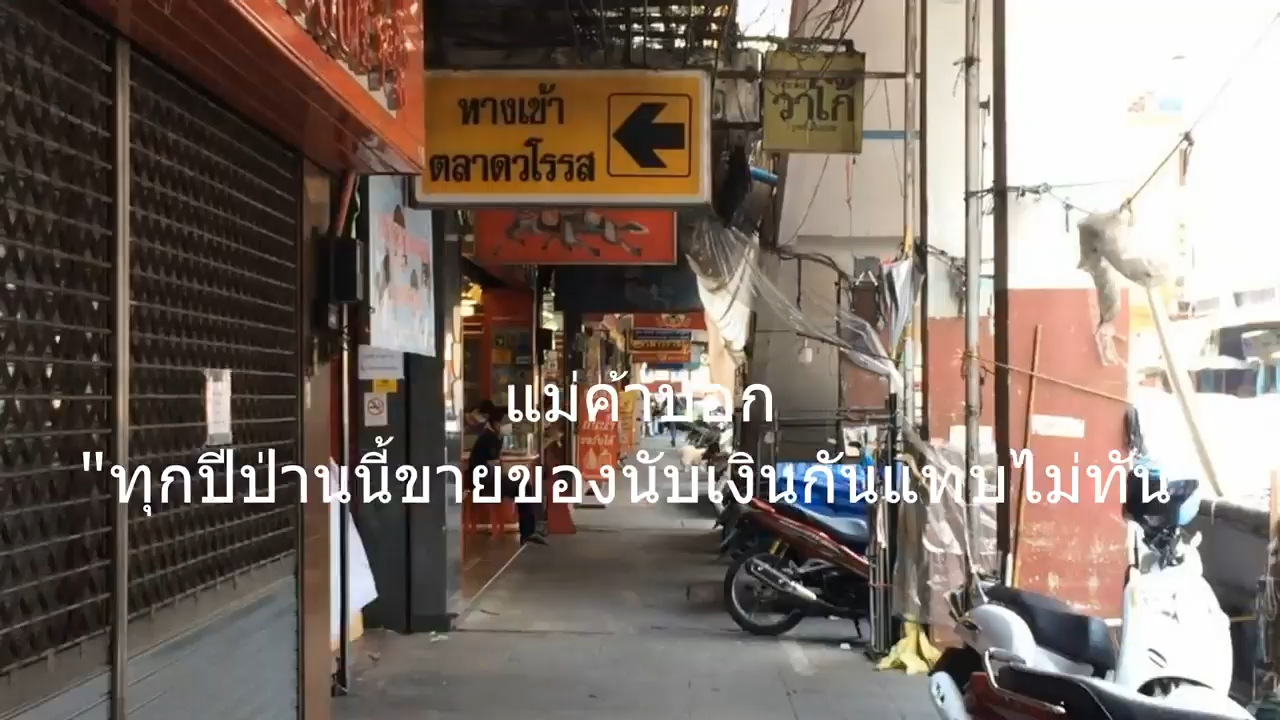 ทางเข้า
ตลาดวโรรส
วาโก้
แม่ค้าบอก
"ทุกปีป่านนี้ขายของนับเงินกันแทบไม่ทัน